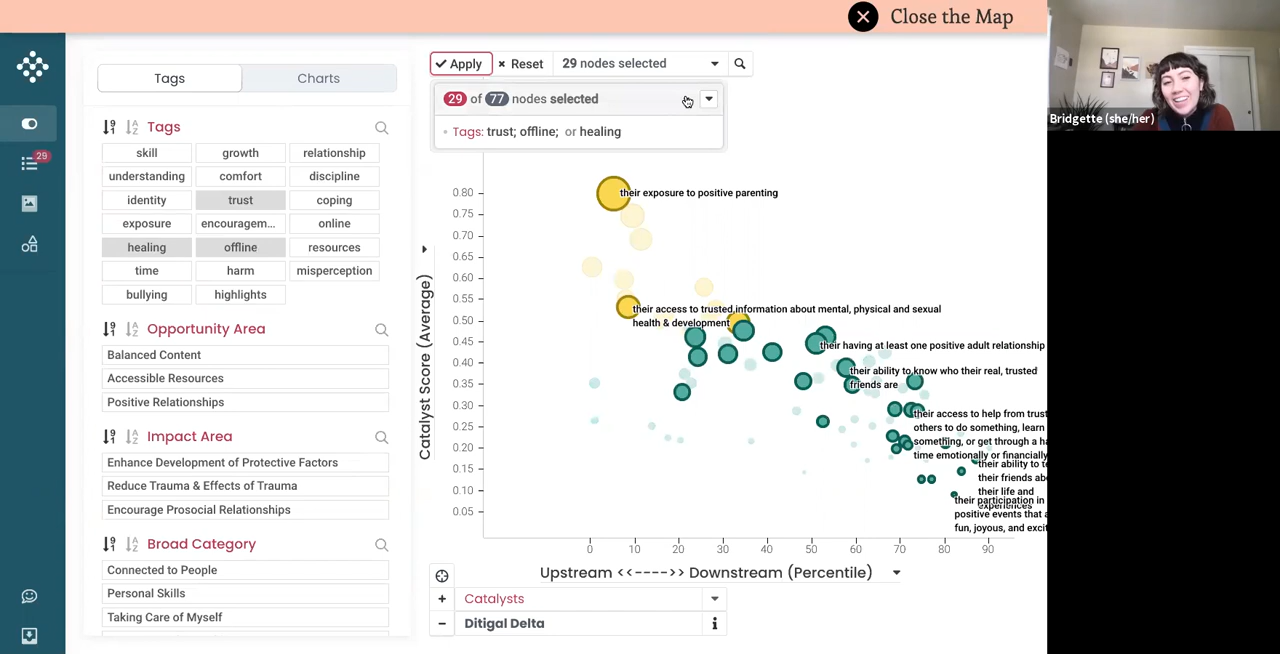 Close the Map
Bridgette (she/her)
Tags
Charts
Apply
Reset
29 nodes selected
29 of 77 nodes selected
Tags: trust; offline; or healing
29
Tags
skill
growth
relationship
understanding
comfort
discipline
identity
trust
coping
exposure
encouragem...
online
healing
offline
resources
time
harm
misperception
bullying
highlights
Opportunity Area
Balanced Content
Accessible Resources
Positive Relationships
Impact Area
Enhance Development of Protective Factors
Reduce Trauma & Effects of Trauma
Encourage Prosocial Relationships
Broad Category
Connected to People
Personal Skills
Taking Care of Myself
Catalyst Score (Average)
0.80
0.75
0.70
0.65
0.60
0.55
0.50
0.45
0.40
0.35
0.30
0.25
0.20
0.15
0.10
0.05
their exposure to positive parenting
their access to trusted information about mental, physical and sexual
health & development
their having at least one positive adult relationship
their ability to know who their real, trusted
friends are
their access to help from trust
others to do something, learn
something, or get through a ha
time emotionally or financially
their ability to t
their friends abo
their life and
experiences
their participation in
positive events that a
fun, joyous, and excit
0
10
20
30
40
50
60
70
80
90
Upstream <<---->> Downstream (Percentile)
Catalysts
Ditigal Delta